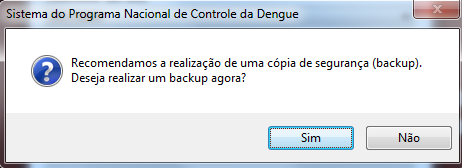 Sistema do Programa Nacional de Controle da Dengue
Recomendamos a realização de uma cópia de segurança (backup).
Deseja realizar um backup agora?
Sim
Não